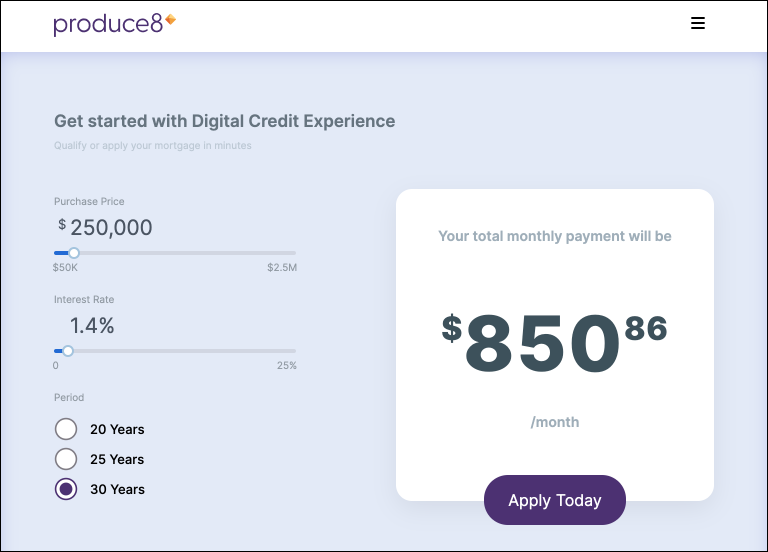 produce8
Get started with Digital Credit Experience
Qualify or apply your mortgage in minutes
Purchase Price
$250,000
$50K $2.5M
Interest Rate
1.4%
0 25%
Period
20 Years
25 Years
30 Years
Your total monthly payment will be
$850 86
/month
Apply Today